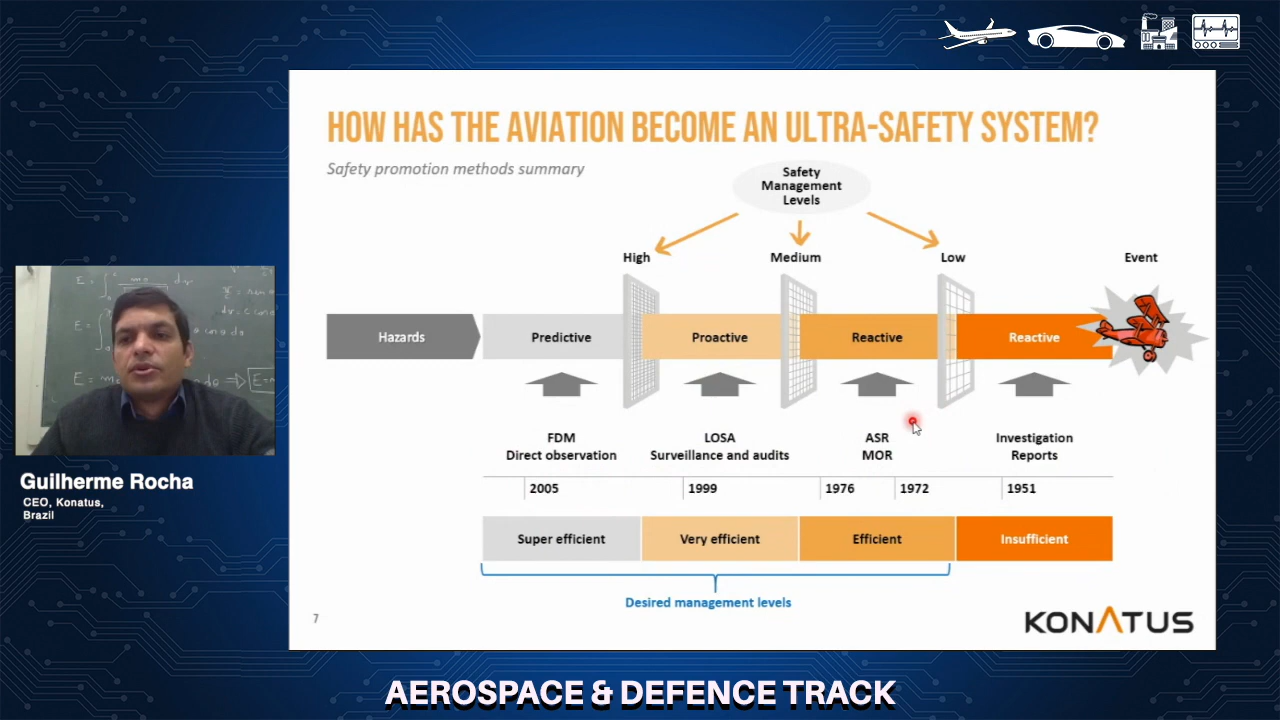 HOW HAS THE AVIATION BECOME AN ULTRA-SAFETY SYSTEM?
Safety promotion methods summary
Safety
Management
Levels
High
Medium
Low
Event
Hazards
Predictive
Proactive
Reactive
Reactive
FDM
Direct observation
LOSA
Surveillance and audits
ASR
MOR
Investigation
Reports
2005
1999
1976
1972
1951
Super efficient
Very efficient
Efficient
Insufficient
Desired management levels
7
KONATUS
Guilherme Rocha
CEO, Konatus,
Brazil
AEROSPACE & DEFENCE TRACK